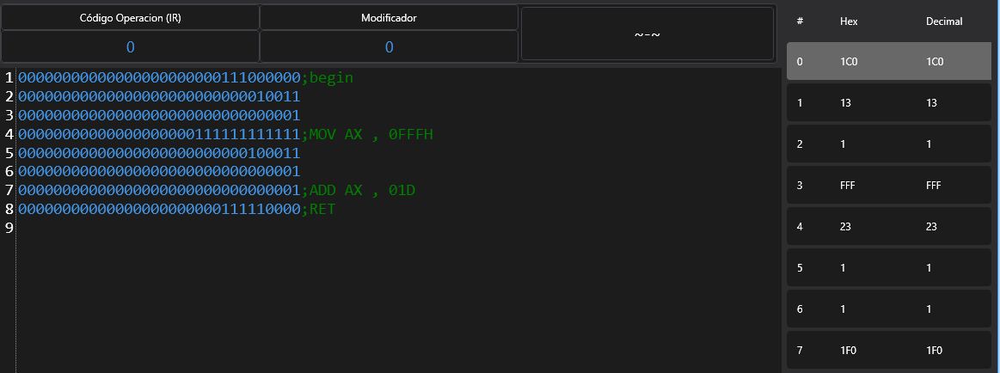 Código Operacion (IR)
Modificador
~-~
0
0
1 00000000000000000000000111000000;begin
2 00000000000000000000000000010011
3 00000000000000000000000000000001
4 00000000000000000000111111111111;MOV AX , 0FFFH
5 00000000000000000000000000100011
6 00000000000000000000000000000001
7 00000000000000000000000000000001;ADD AX , 01D
8 00000000000000000000000111110000;RET
9
# Hex Decimal
0 1C0 1C0
1 13 13
2 1 1
3 FFF FFF
4 23 23
5 1 1
6 1 1
7 1F0 1F0